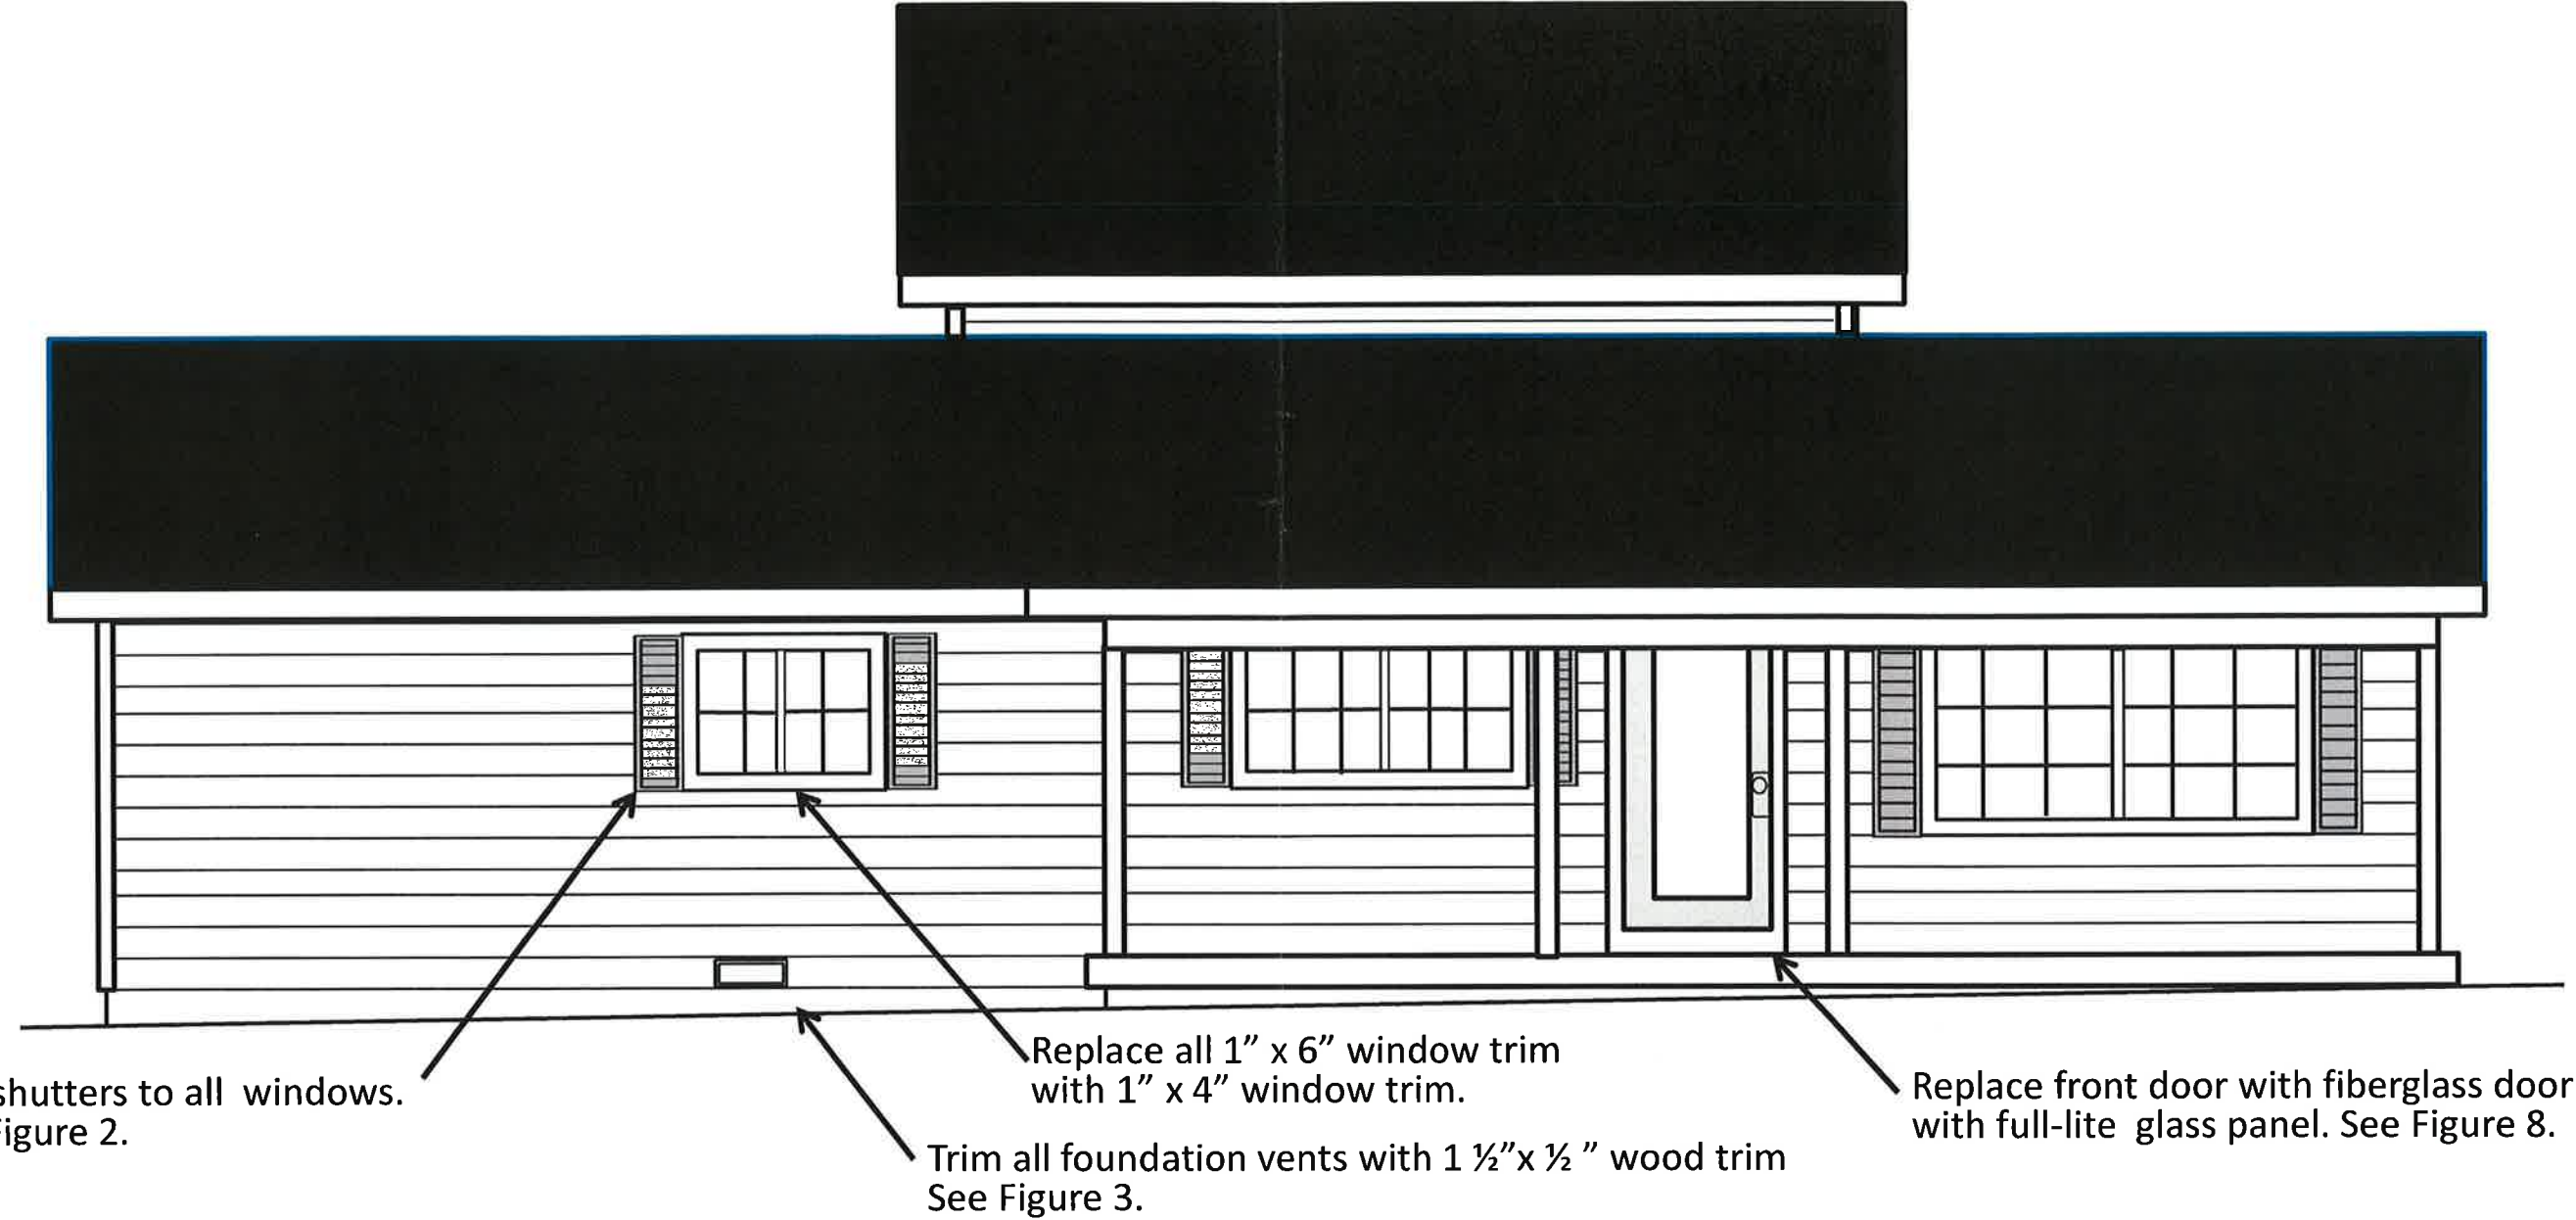 shutters to all windows.
Figure 2.
Replace all 1” x 6” window trim
with 1” x 4” window trim.
Trim all foundation vents with 1 ½”x ½ ” wood trim
See Figure 3.
Replace front door with fiberglass door
with full-lite glass panel. See Figure 8.